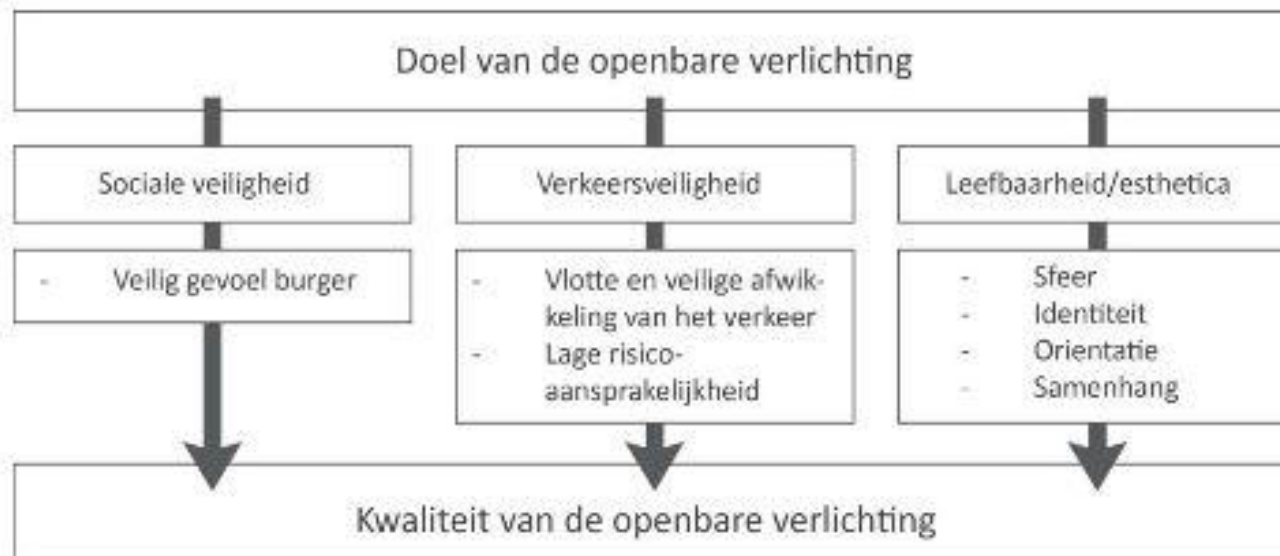 Doel van de openbare verlichting
Sociale veiligheid
- Veilig gevoel burger
Verkeersveiligheid
- Vlotte en veilige afwik-
keling van het verkeer
- Lage risico-
aansprakelijkheid
Leefbaarheid/esthetica
- Sfeer
- Identiteit
- Orientatie
- Samenhang
Kwaliteit van de openbare verlichting